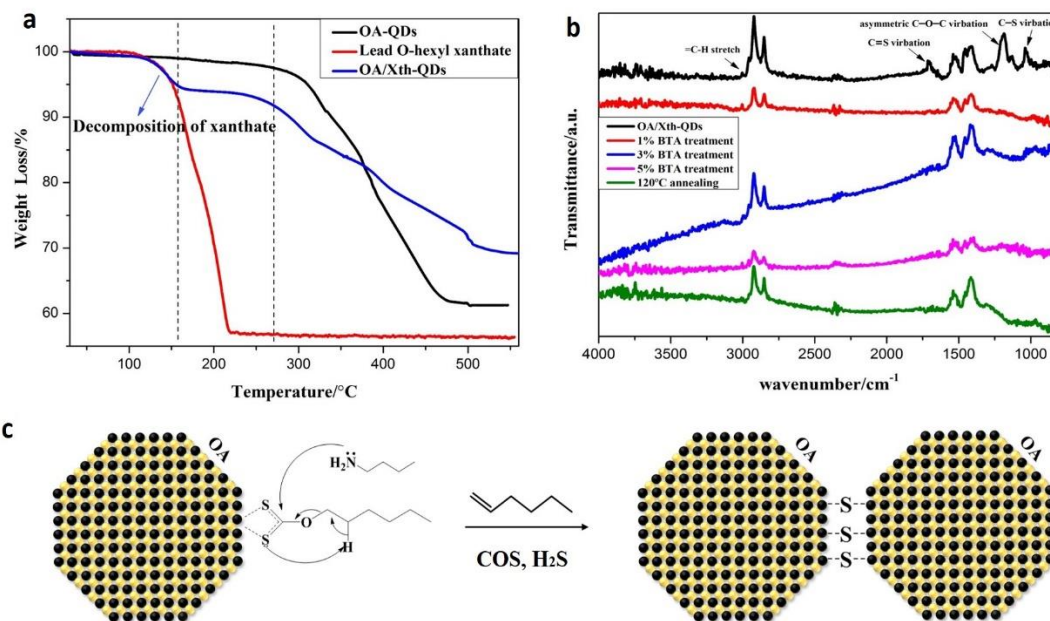 a
OA-QDs
Lead O-hexyl xanthate
OA/Xth-QDs
Decomposition of xanthate
100
90
80
70
60
Weight Loss/%
100
200
300
400
500
Temperature/°C
b
asymmetric C-O-C virbation
C-S virbation
C=S virbation
=C-H stretch
OA/Xth-QDs
1% BTA treatment
3% BTA treatment
5% BTA treatment
120°C annealing
Transmittance/a.u.
4000
3500
3000
2500
2000
1500
1000
wavenumber/cm-1
c
OA
H2N
S
S
O
H
COS, H2S
OA
OA
S
S
S